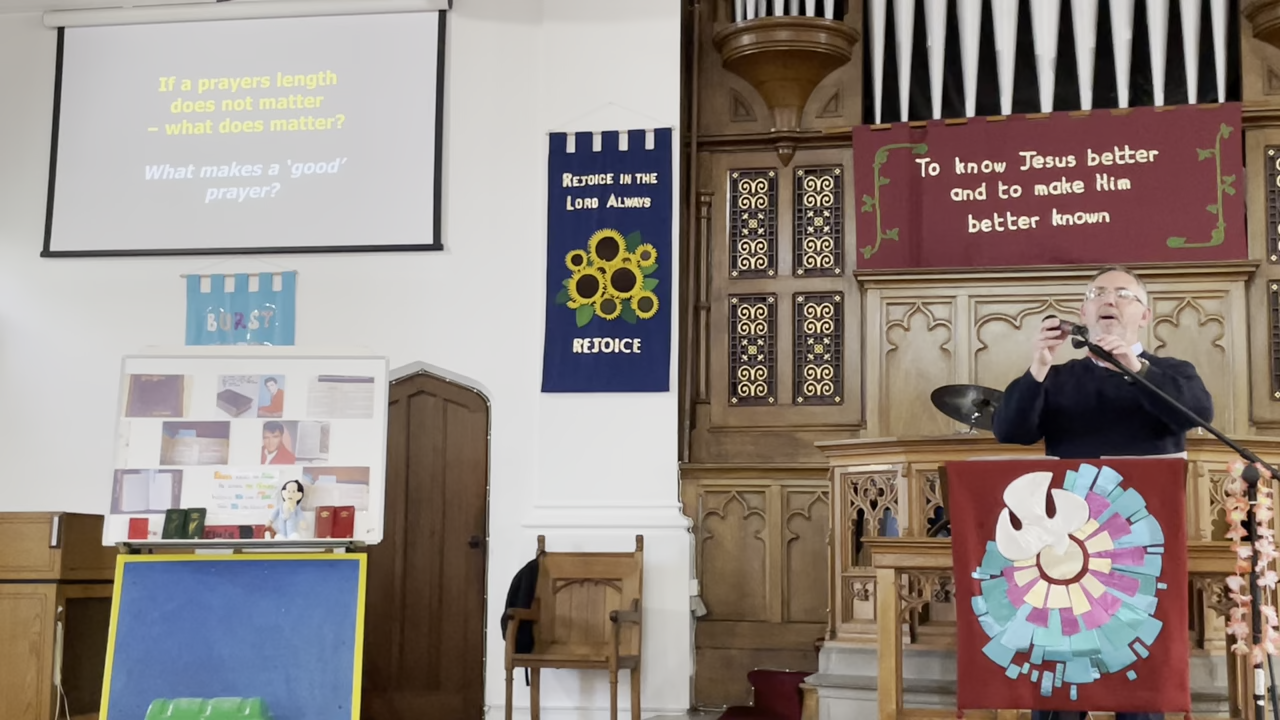 If a prayers length
does not matter
– what does matter?
What makes a ‘good’
prayer?
BURST
REJOICE IN THE
LORD ALWAYS
REJOICE
To know Jesus better
and to make Him
better known